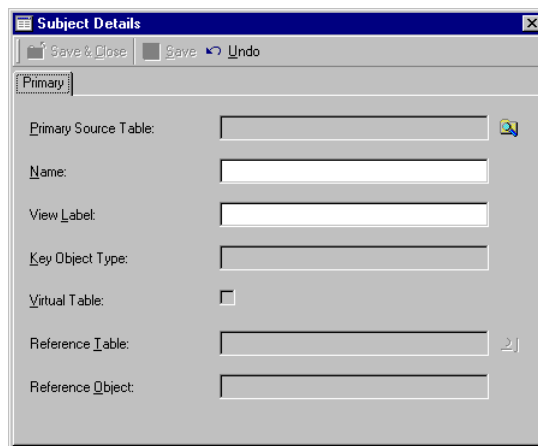 Subject Details
Save & Close Save Undo
Primary
Primary Source Table:
Name:
View Label:
Key Object Type:
Virtual Table:
Reference Table:
Reference Object: